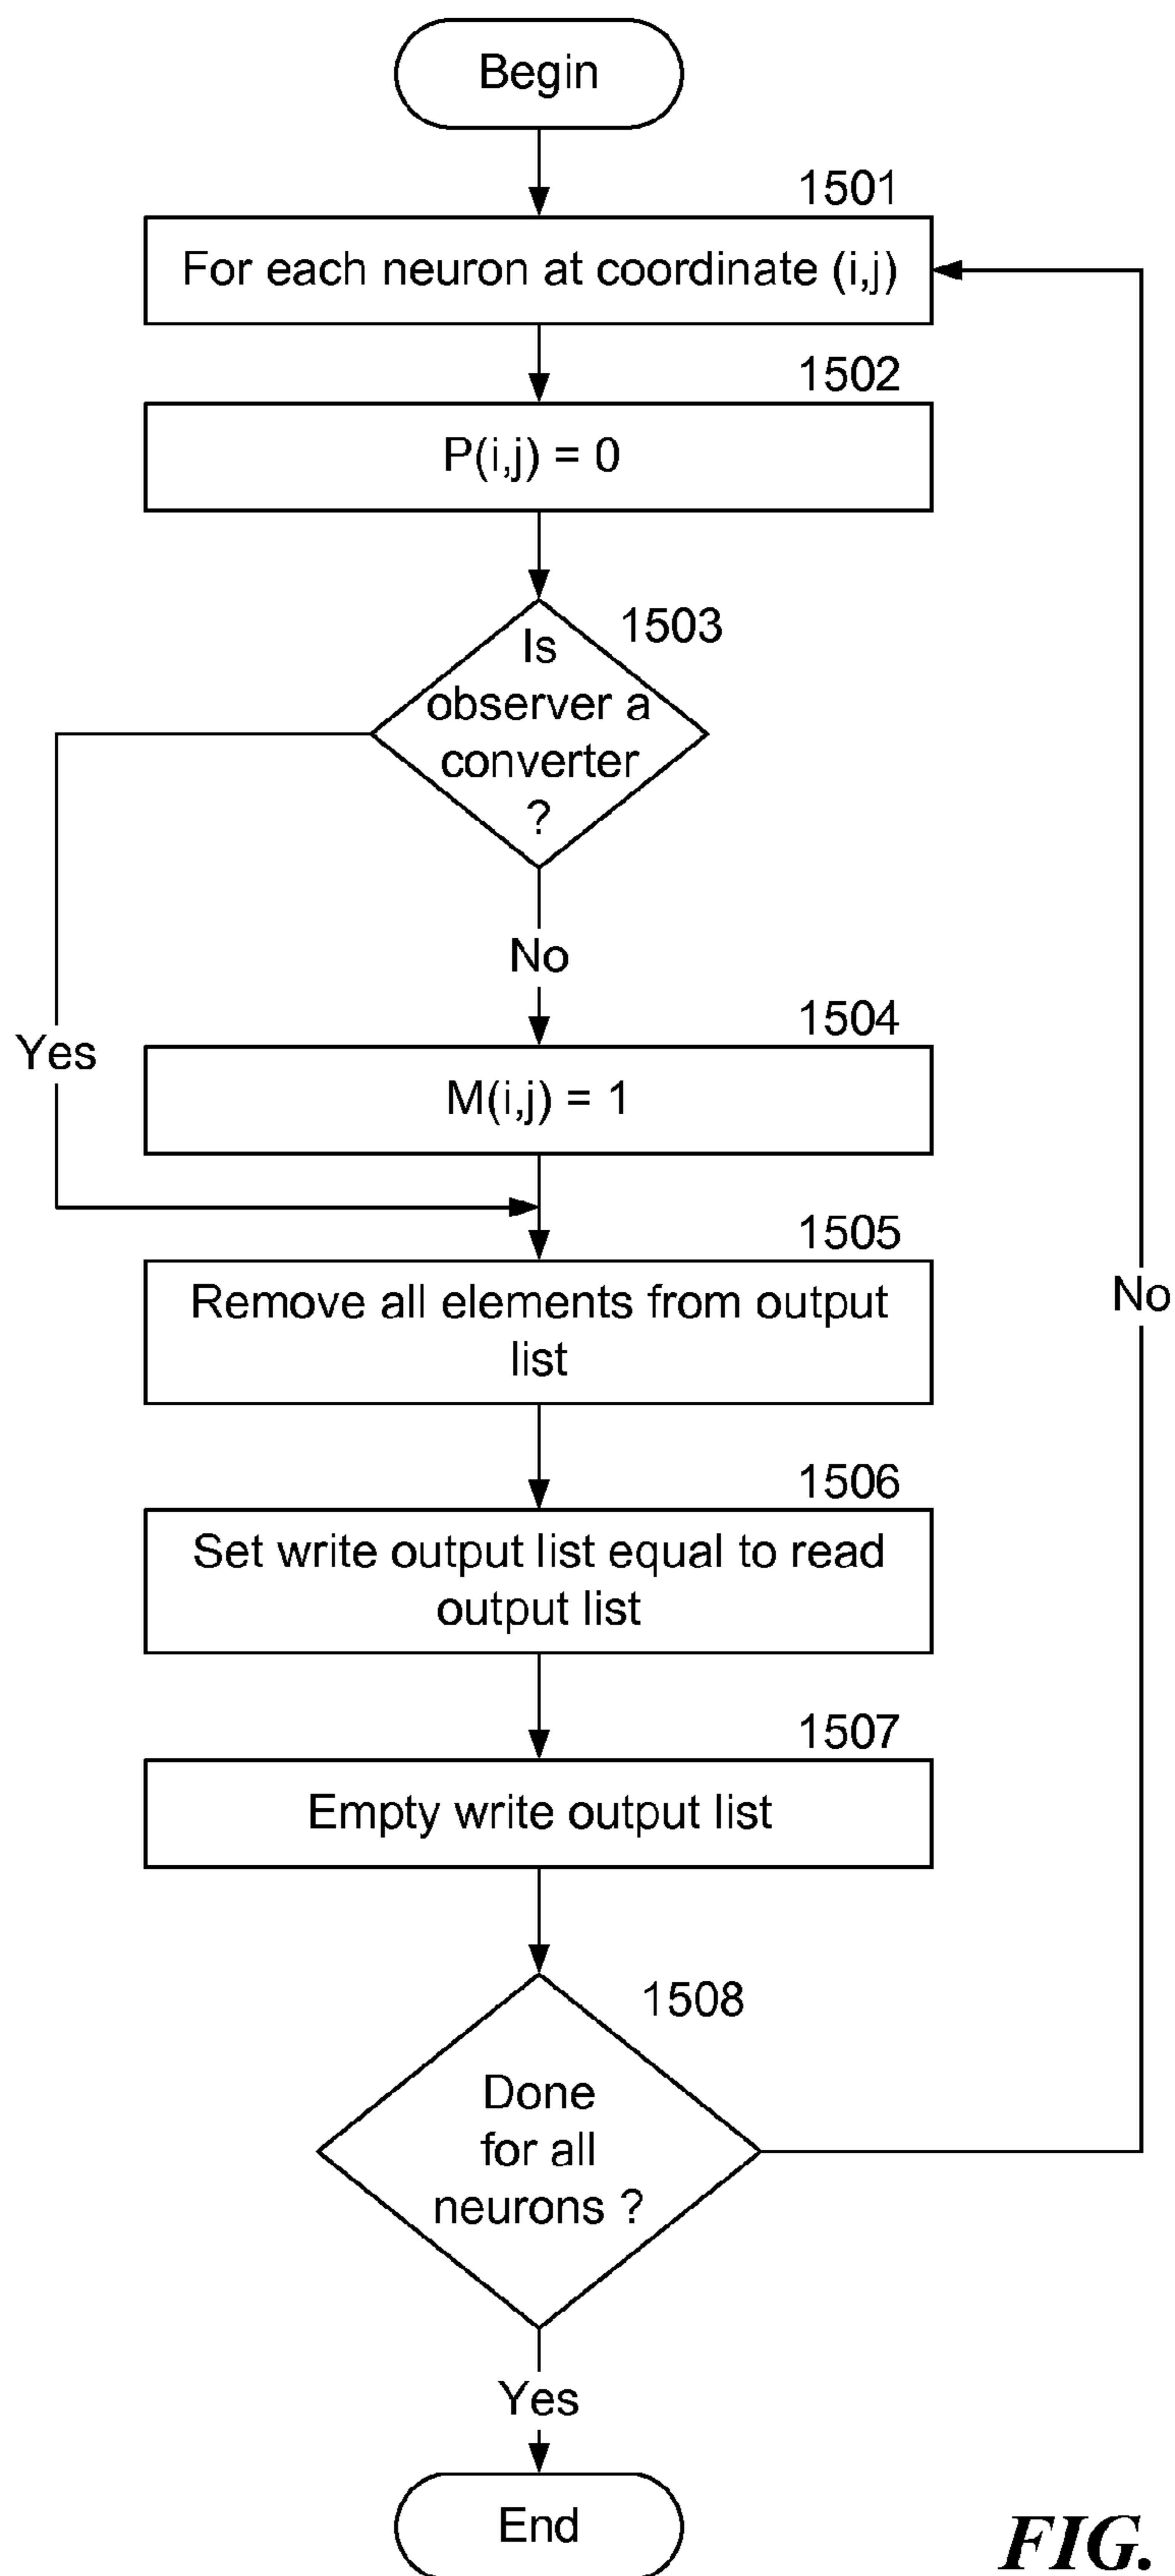 Begin
1501
For each neuron at coordinate (i,j)
1502
P(i,j) = 0
1503
Is
observer a
converter
?
No
1504
M(i,j) = 1
Yes
1505
Remove all elements from output
list
No
1506
Set write output list equal to read
output list
1507
Empty write output list
1508
Done
for all
neurons ?
Yes
End
FIG.